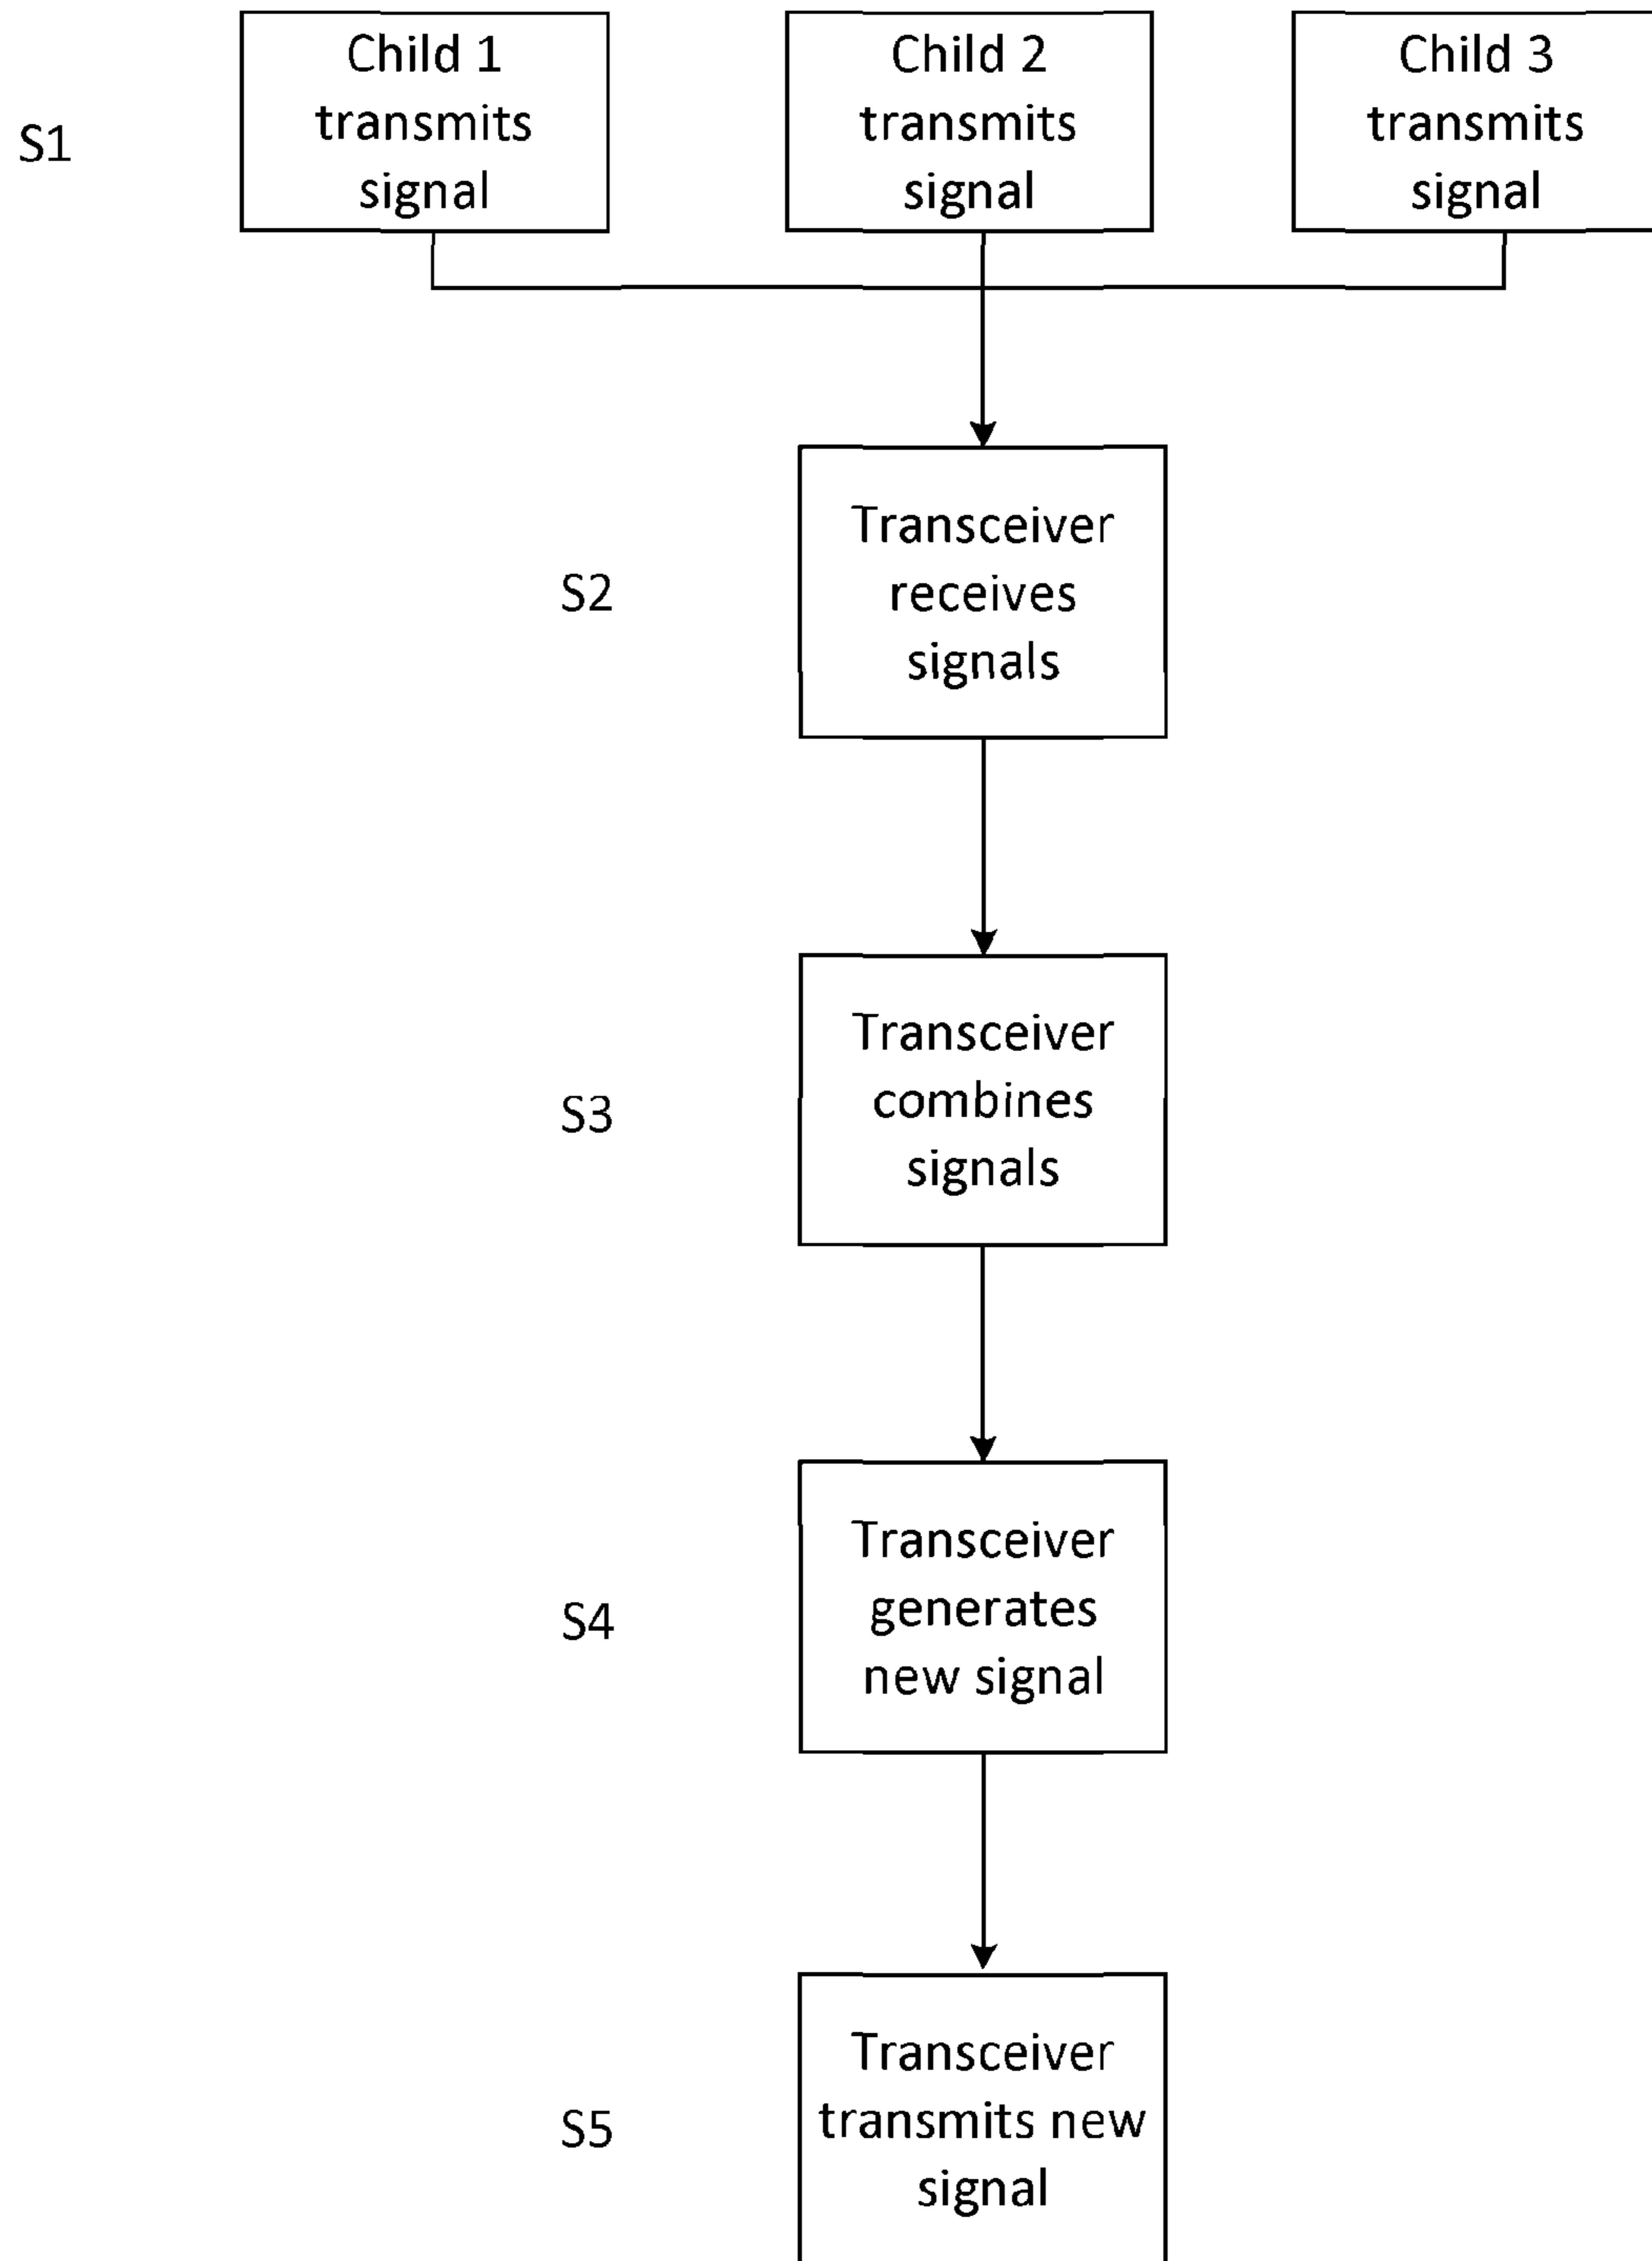 S1
Child 1
transmits
signal
Child 2
transmits
signal
Child 3
transmits
signal
S2
Transceiver
receives
signals
S3
Transceiver
combines
signals
S4
Transceiver
generates
new signal
S5
Transceiver
transmits new
signal